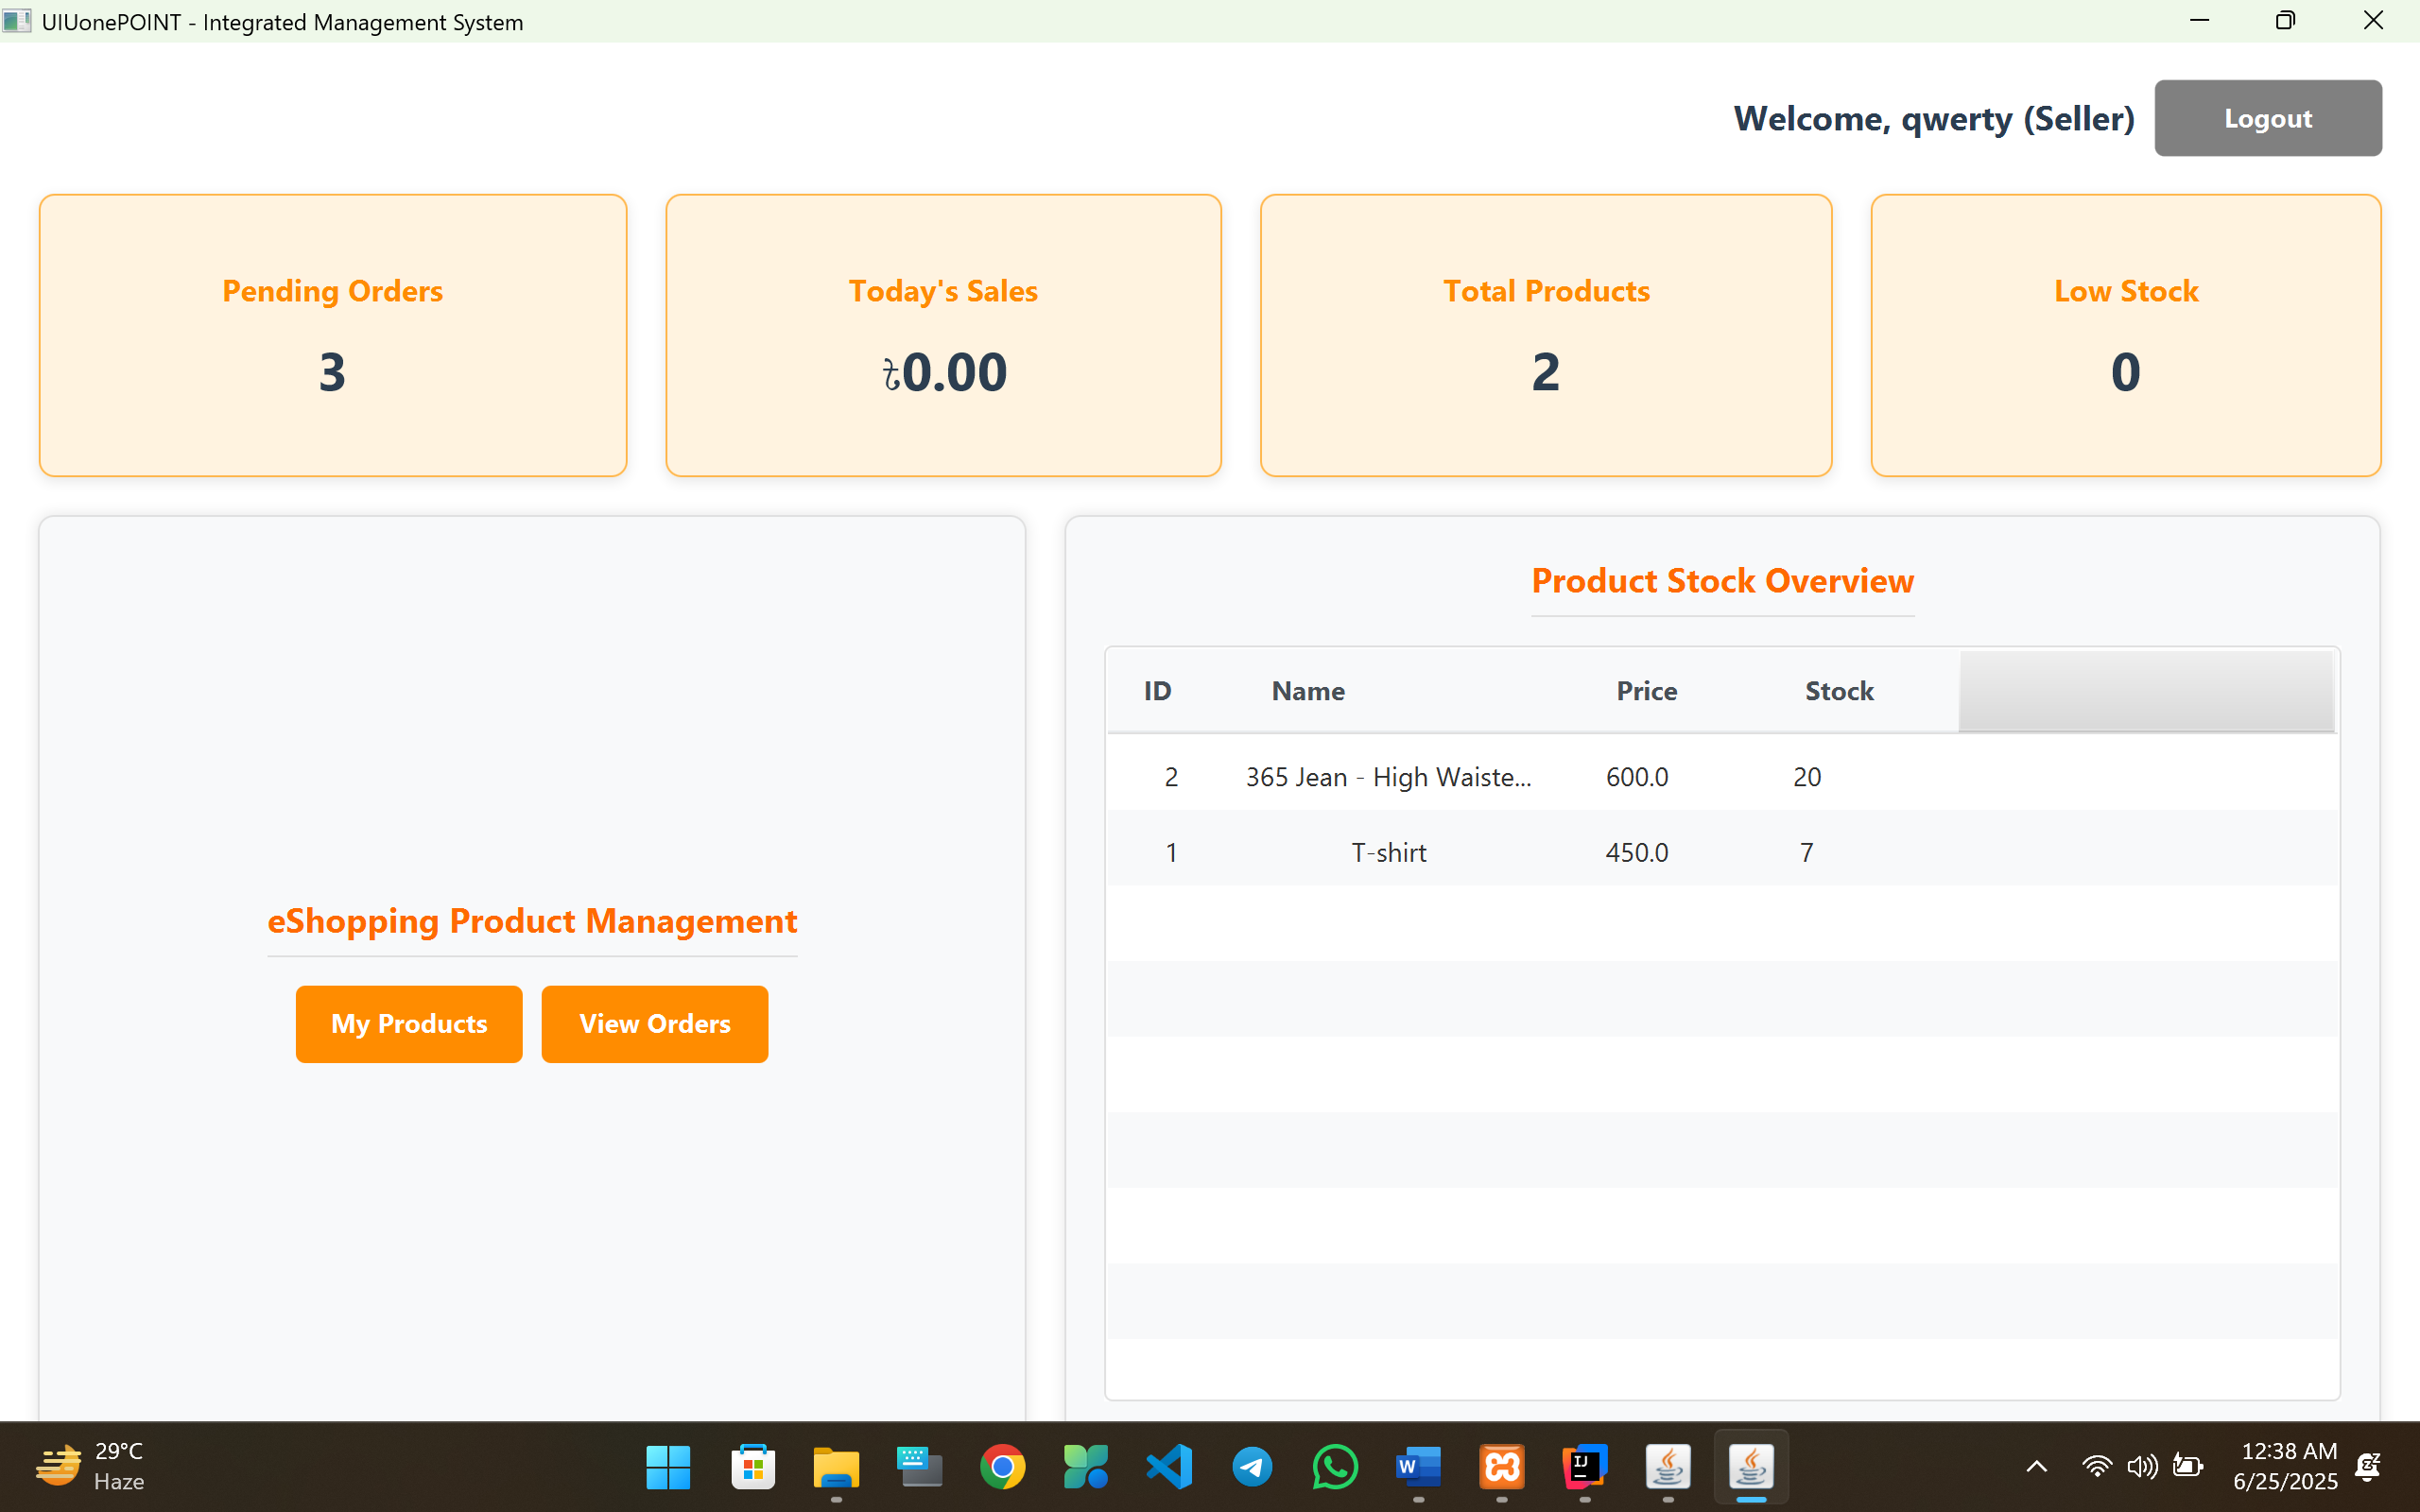 UIUonePOINT - Integrated Management System
Welcome, qwerty (Seller)
Logout
Pending Orders
3
Today's Sales
৳0.00
Total Products
2
Low Stock
0
eShopping Product Management
My Products
View Orders
Product Stock Overview
ID Name Price Stock
2 365 Jean - High Waiste... 600.0 20
1 T-shirt 450.0 7
29°C
Haze
12:38 AM
6/25/2025